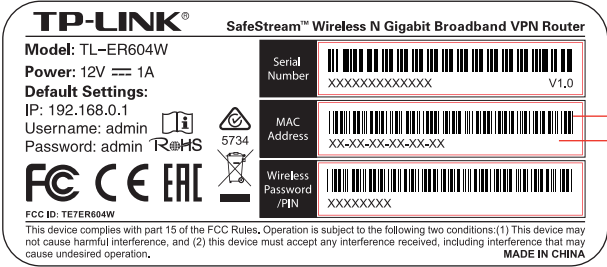 TP-LINK®
SafeStream™ Wireless N Gigabit Broadband VPN Router
Model: TL-ER604W
Power: 12V ⎓ 1A
Default Settings:
IP: 192.168.0.1
Username: admin
Password: admin
RoHS
5734
FC CE EAC
FCC ID: TE7ER604W
Serial
Number
XXXXXXXXXXXXX V1.0
MAC
Address
XX-XX-XX-XX-XX-XX
Wireless
Password
/PIN
XXXXXXXX
This device complies with part 15 of the FCC Rules. Operation is subject to the following two conditions:(1) This device may
not cause harmful interference, and (2) this device must accept any interference received, including interference that may
cause undesired operation. MADE IN CHINA